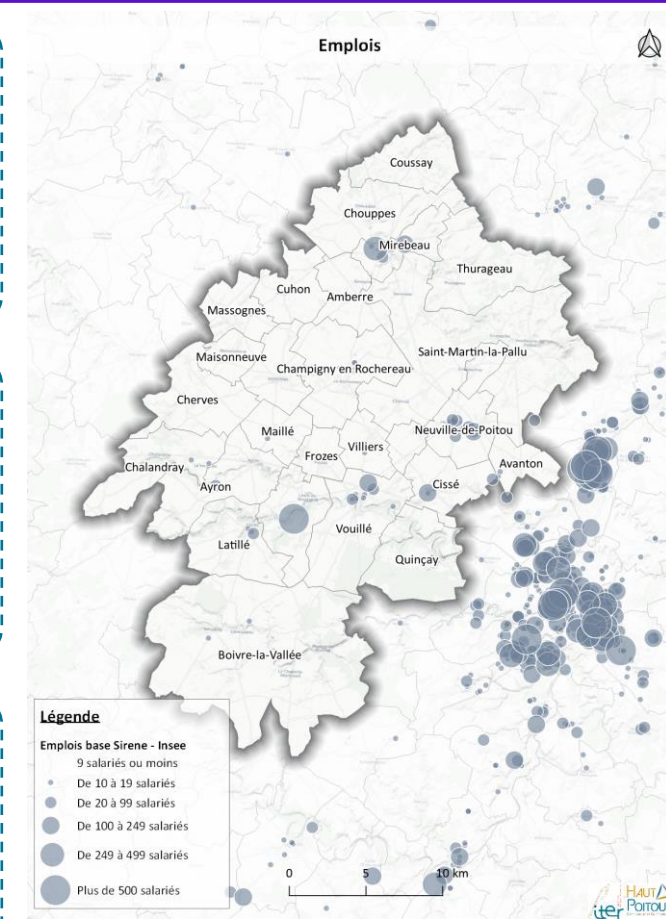 Emplois
Coussay
Chouppes
Mirebeau
Thurageau
Cuhon
Amberre
Massognes
Saint-Martin-la-Pallu
Maisonneuve
Champigny en Rochereau
Cherves
Maillé
Neuville-de-Poitou
Villiers
Frozes
Avanton
Chalandray
Ayron
Cissé
Vouillé
Latillé
Quinçay
Boivre-la-Vallée
Légende
Emplois base Sirene - Insee
9 salariés ou moins
De 10 à 19 salariés
De 20 à 99 salariés
De 100 à 249 salariés
De 249 à 499 salariés
Plus de 500 salariés
0 5 10 km
iter
HAUT
POITOU